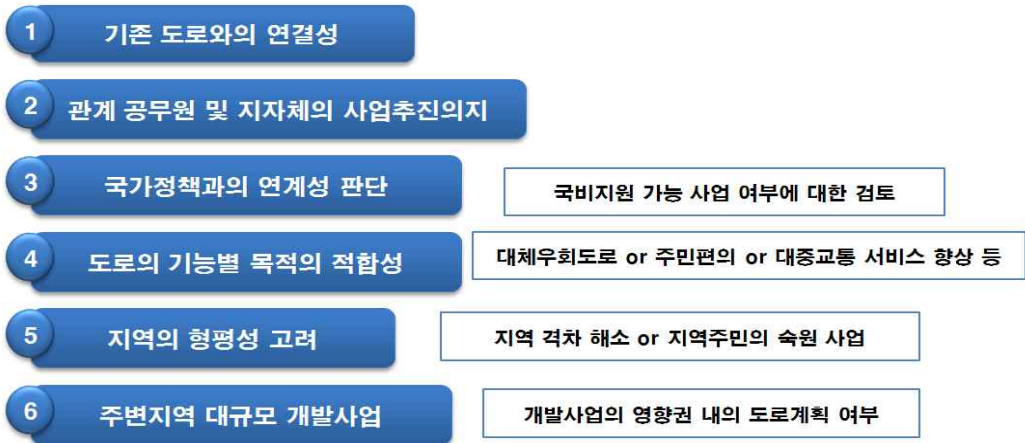 1 기존 도로와의 연결성
2 관계 공무원 및 지자체의 사업추진의지
3 국가정책과의 연계성 판단
국비지원 가능 사업 여부에 대한 검토
4 도로의 기능별 목적의 적합성
대체우회도로 or 주민편의 or 대중교통 서비스 향상 등
5 지역의 형평성 고려
지역 격차 해소 or 지역주민의 숙원 사업
6 주변지역 대규모 개발사업
개발사업의 영향권 내의 도로계획 여부